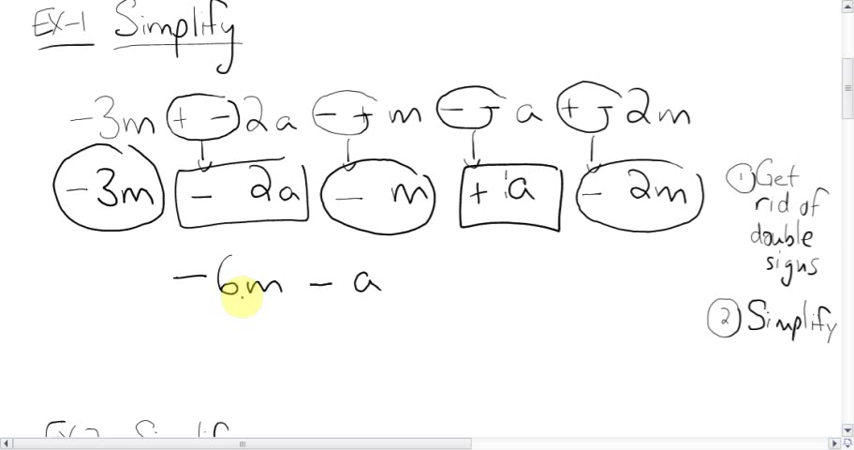 EX-1 Simplify
-3m + - 2a - + m - - a + - 2m
-3m - 2a - m + a - 2m
-6m - a
① Get
rid of
double
signs
② Simplify